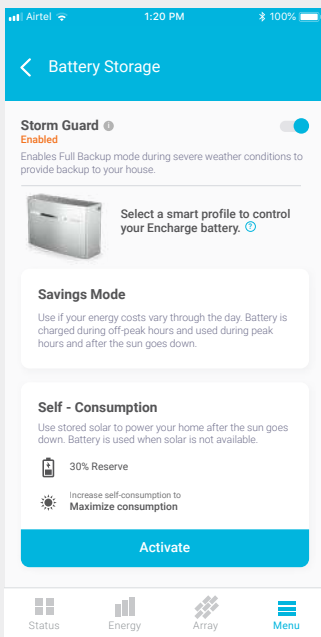 Airtel 1:20 PM 100%
Battery Storage
Storm Guard
Enabled
Enables Full Backup mode during severe weather conditions to
provide backup to your house.
Select a smart profile to control
your Encharge battery. ?
Savings Mode
Use if your energy costs vary through the day. Battery is
charged during off-peak hours and used during peak
hours and after the sun goes down.
Self - Consumption
Use stored solar to power your home after the sun goes
down. Battery is used when solar is not available.
30% Reserve
Increase self-consumption to
Maximize consumption
Activate
Status Energy Array Menu